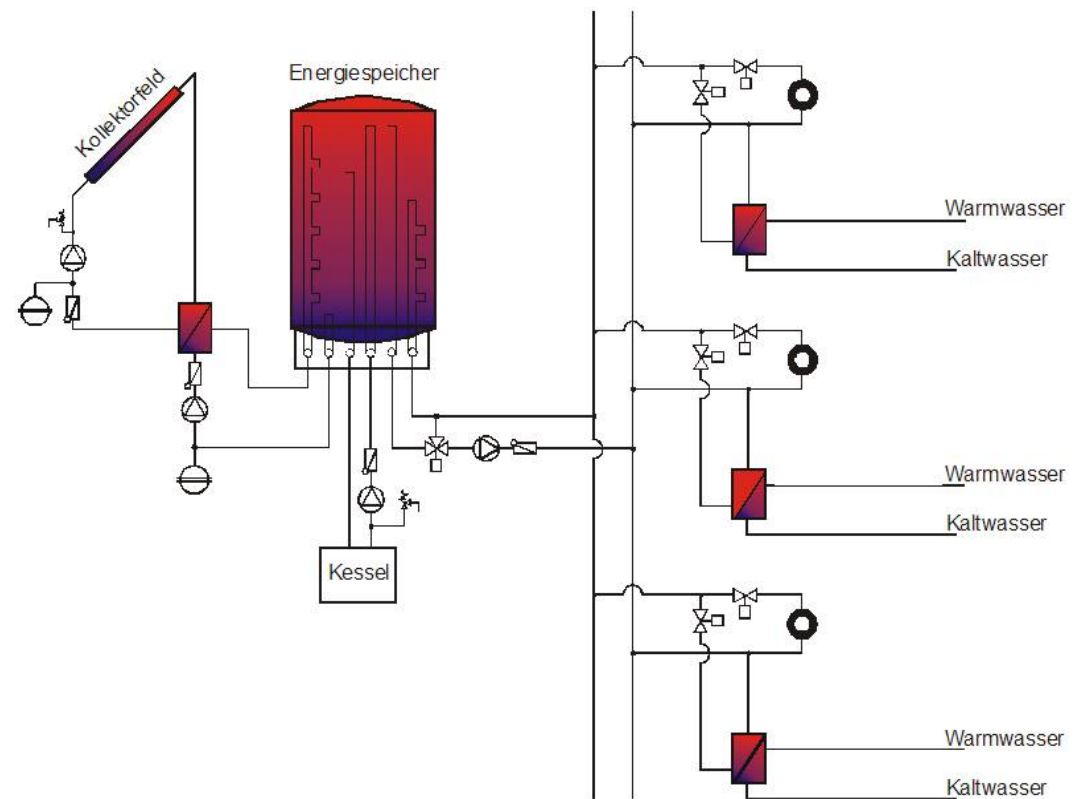 Energiespeicher
Kollektorfeld
Kessel
Warmwasser
Kaltwasser
Warmwasser
Kaltwasser
Warmwasser
Kaltwasser